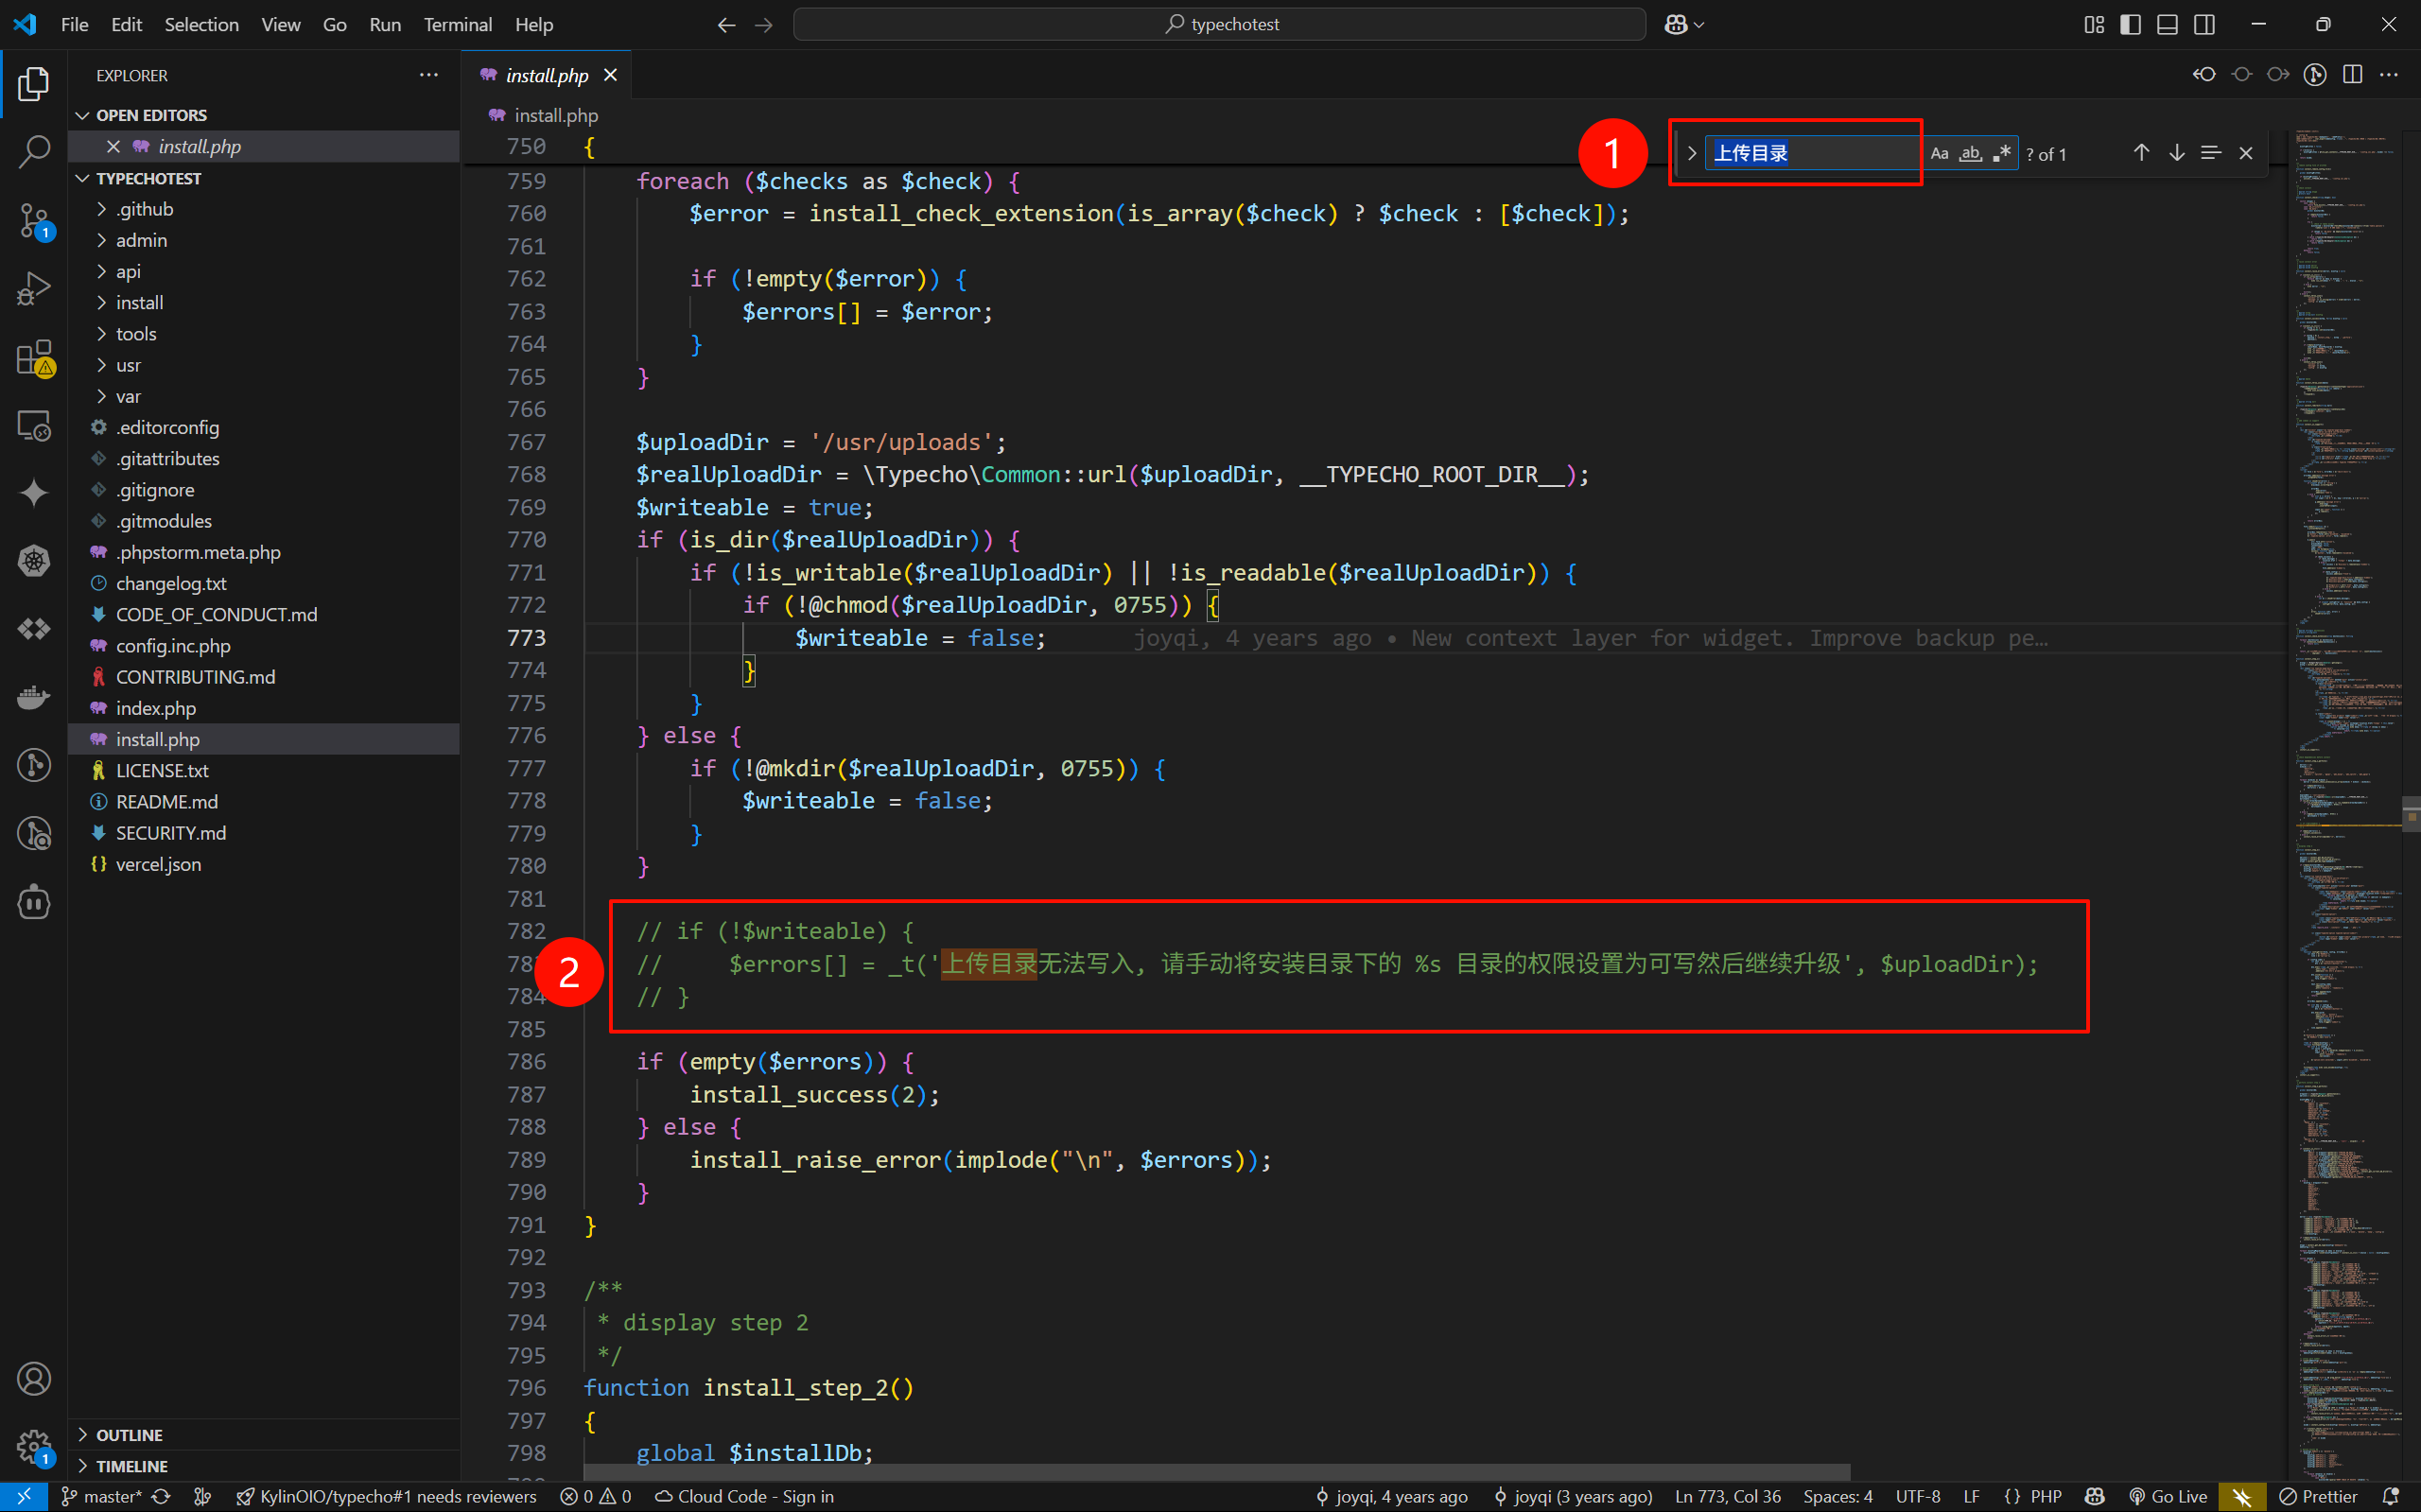 File Edit Selection View Go Run Terminal Help
typechotest
EXPLORER
OPEN EDITORS
install.php
TYPECHOTEST
.github
admin
api
install
tools
usr
var
.editorconfig
.gitattributes
.gitignore
.gitmodules
.phpstorm.meta.php
changelog.txt
CODE_OF_CONDUCT.md
config.inc.php
CONTRIBUTING.md
index.php
install.php
LICENSE.txt
README.md
SECURITY.md
vercel.json
OUTLINE
TIMELINE
install.php
install.php
1
上传目录
Aa ab .* ? of 1
750 {
759 foreach ($checks as $check) {
760 $error = install_check_extension(is_array($check) ? $check : [$check]);
761
762 if (!empty($error)) {
763 $errors[] = $error;
764 }
765 }
766
767 $uploadDir = '/usr/uploads';
768 $realUploadDir = \Typecho\Common::url($uploadDir, __TYPECHO_ROOT_DIR__);
769 $writeable = true;
770 if (is_dir($realUploadDir)) {
771 if (!is_writable($realUploadDir) || !is_readable($realUploadDir)) {
772 if (!@chmod($realUploadDir, 0755)) {
773 $writeable = false; joyqi, 4 years ago • New context layer for widget. Improve backup pe…
774 }
775 }
776 } else {
777 if (!@mkdir($realUploadDir, 0755)) {
778 $writeable = false;
779 }
780 }
781
782 // if (!$writeable) {
2
// $errors[] = _t('上传目录无法写入, 请手动将安装目录下的 %s 目录的权限设置为可写然后继续升级', $uploadDir);
784 // }
785
786 if (empty($errors)) {
787 install_success(2);
788 } else {
789 install_raise_error(implode("\n", $errors));
790 }
791 }
792
793 /**
794 * display step 2
795 */
796 function install_step_2()
797 {
798 global $installDb;
master* KylinOIO/typecho#1 needs reviewers 0 0 Cloud Code - Sign in joyqi, 4 years ago joyqi (3 years ago) Ln 773, Col 36 Spaces: 4 UTF-8 LF {} PHP Go Live Prettier